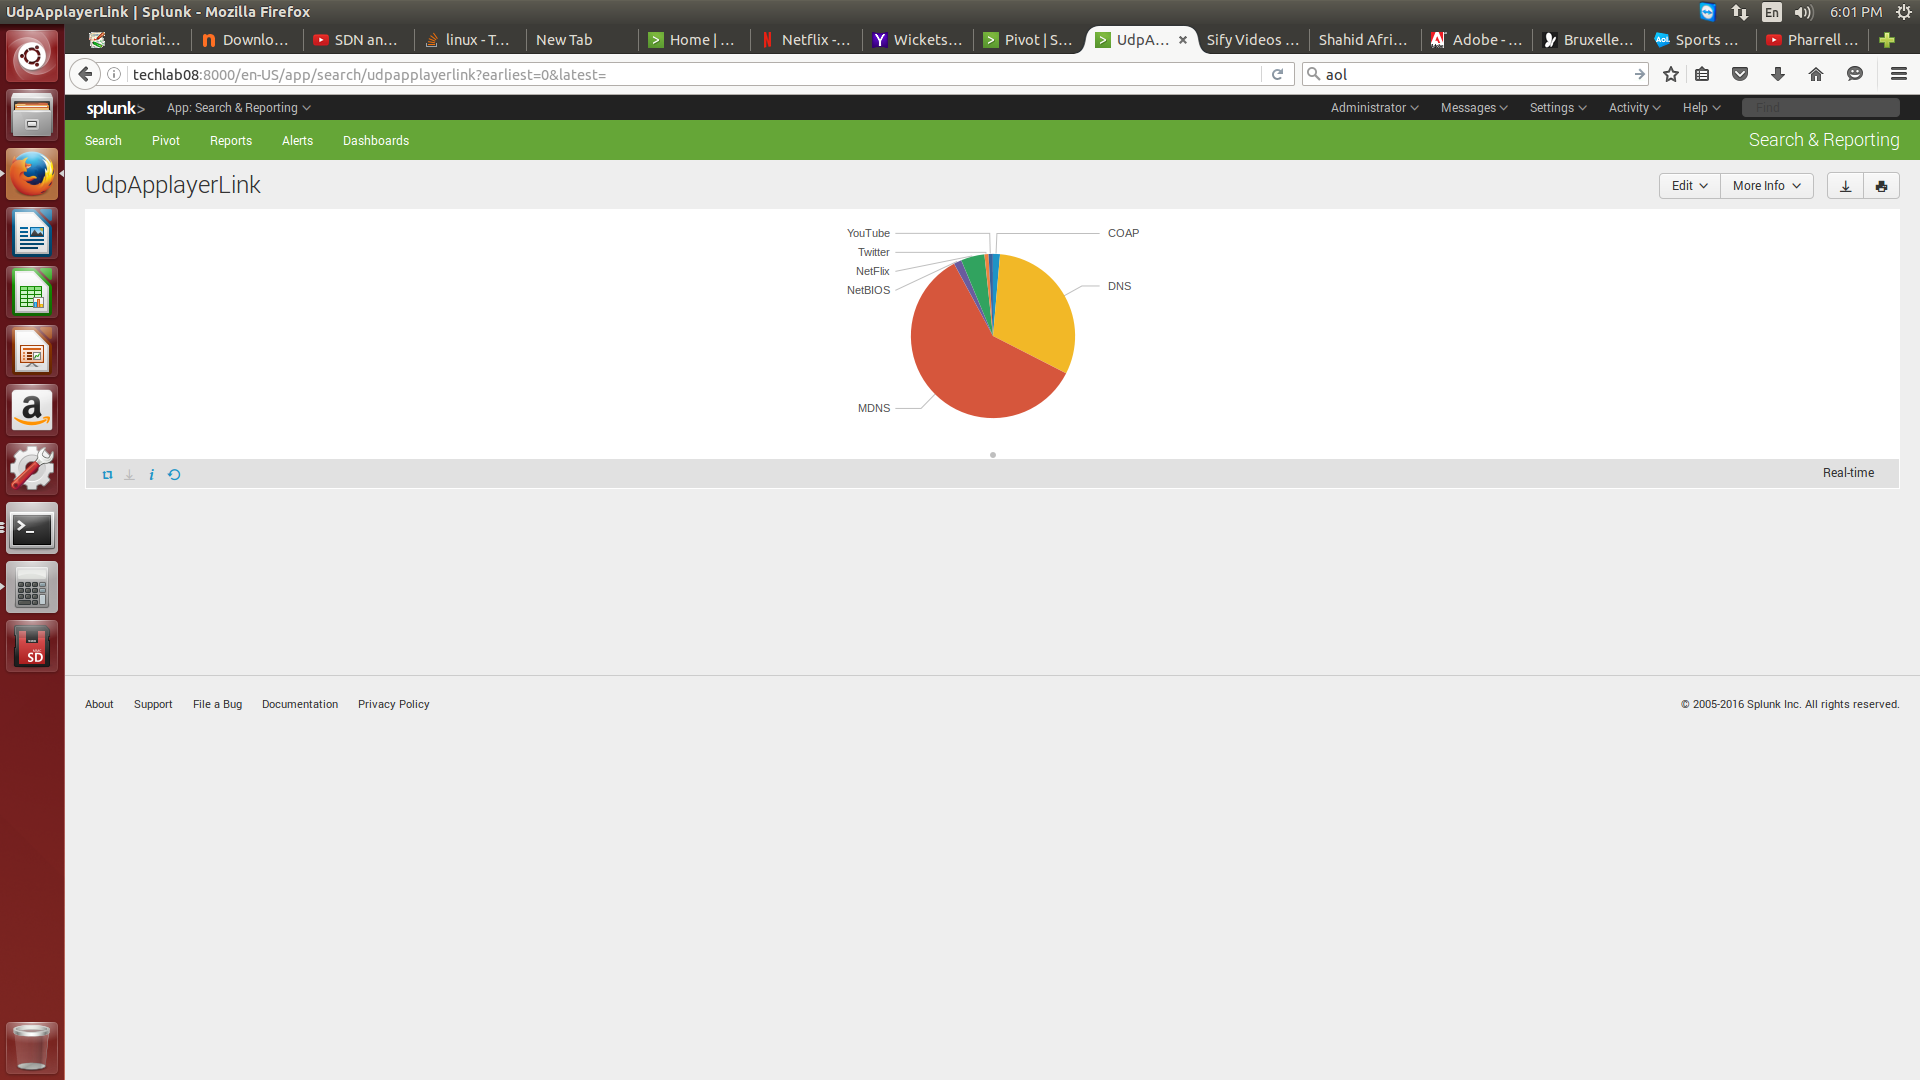 UdpApplayerLink | Splunk - Mozilla Firefox
En
6:01 PM
tutorial:...
Downlo...
SDN an...
linux - T...
New Tab
Home | ...
Netflix -...
Wickets...
Pivot | S...
UdpA...
Sify Videos ...
Shahid Afri...
Adobe - ...
Bruxelle...
Sports ...
Pharrell ...
techlab08:8000/en-US/app/search/udpapplayerlink?earliest=0&latest=
aol
splunk>
App: Search & Reporting
Administrator
Messages
Settings
Activity
Help
Find
Search
Pivot
Reports
Alerts
Dashboards
Search & Reporting
UdpApplayerLink
Edit
More Info
YouTube
COAP
Twitter
NetFlix
DNS
NetBIOS
MDNS
i
Real-time
SD
About
Support
File a Bug
Documentation
Privacy Policy
© 2005-2016 Splunk Inc. All rights reserved.